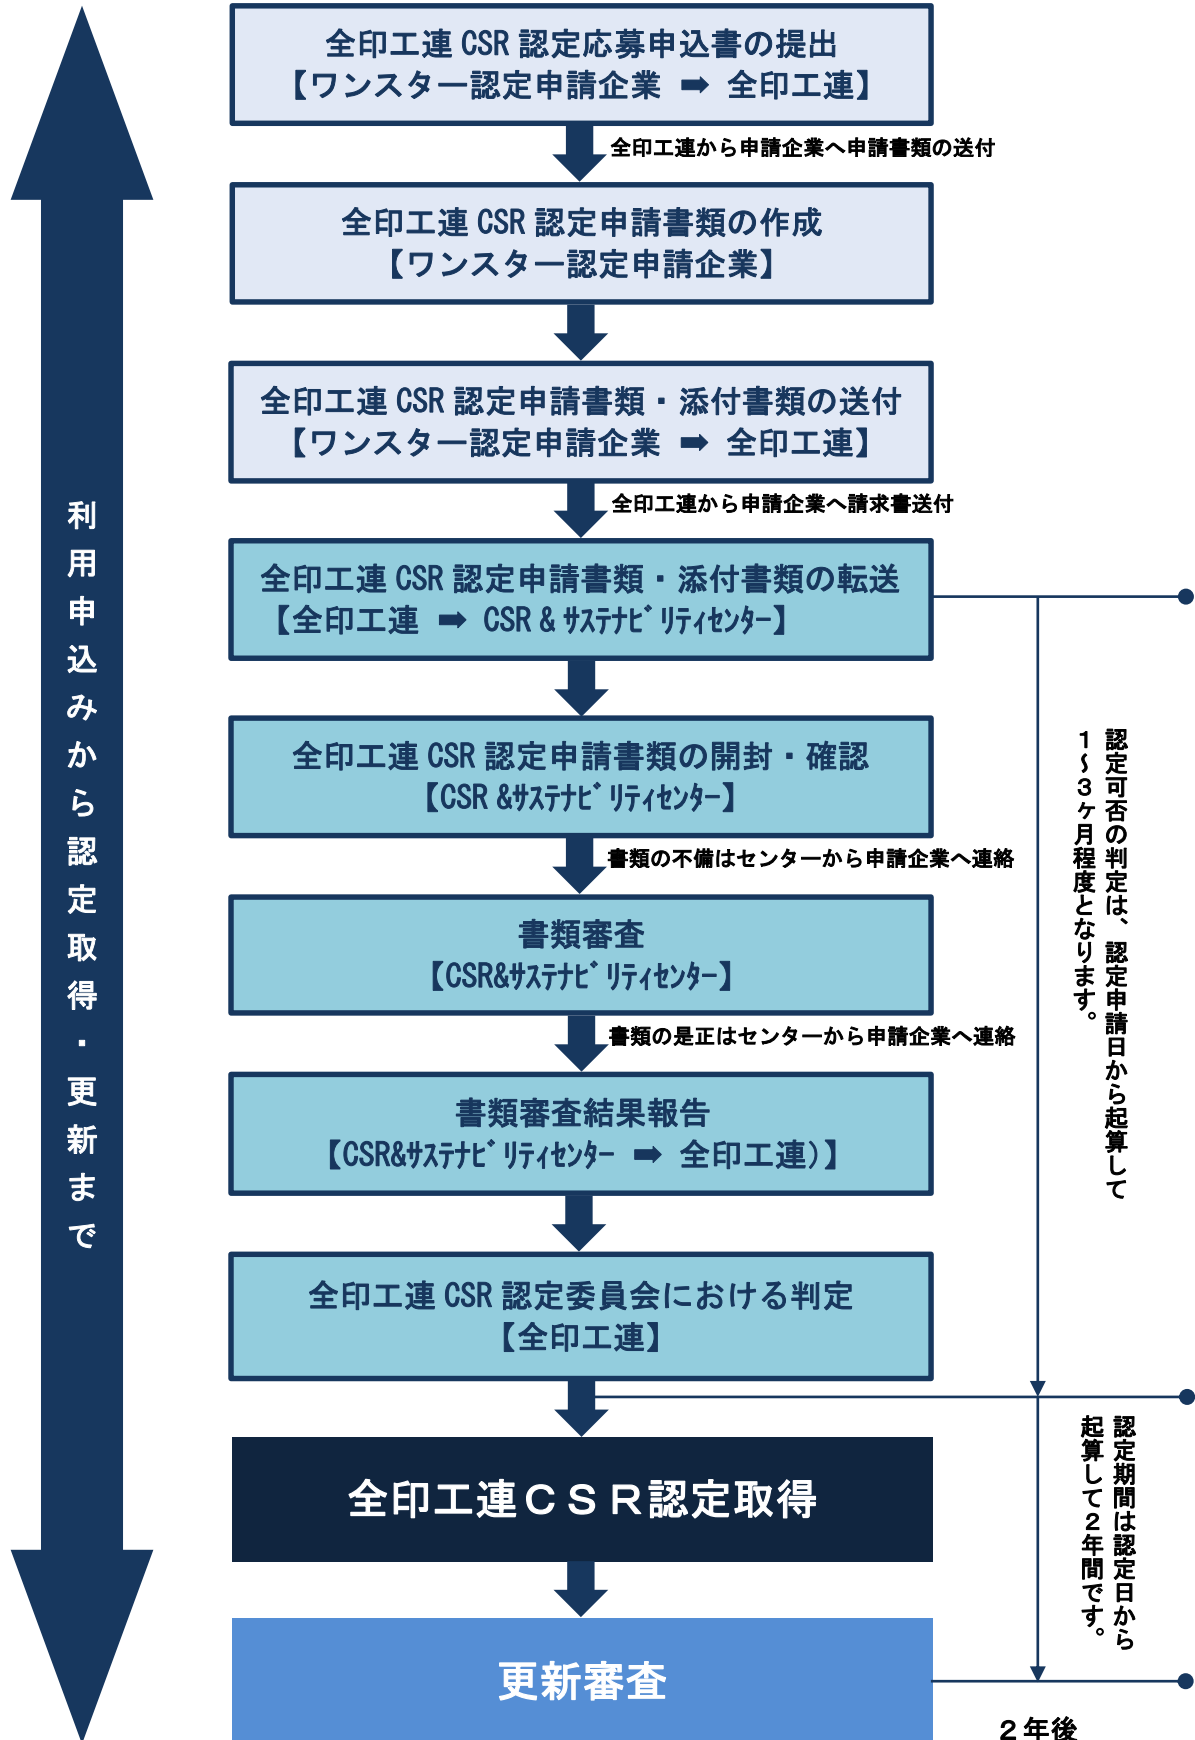 利用申込みから認定取得・更新まで
全印工連 CSR 認定応募申込書の提出
【ワンスター認定申請企業 ➡ 全印工連】
全印工連から申請企業へ申請書類の送付
全印工連 CSR 認定申請書類の作成
【ワンスター認定申請企業】
全印工連 CSR 認定申請書類・添付書類の送付
【ワンスター認定申請企業 ➡ 全印工連】
全印工連から申請企業へ請求書送付
全印工連 CSR 認定申請書類・添付書類の転送
【全印工連 ➡ CSR & ｻｽﾃﾅﾋﾞﾘﾃｨｾﾝﾀｰ】
全印工連 CSR 認定申請書類の開封・確認
【CSR &ｻｽﾃﾅﾋﾞﾘﾃｨｾﾝﾀｰ】
書類の不備はセンターから申請企業へ連絡
書類審査
【CSR&ｻｽﾃﾅﾋﾞﾘﾃｨｾﾝﾀｰ】
書類の是正はセンターから申請企業へ連絡
書類審査結果報告
【CSR&ｻｽﾃﾅﾋﾞﾘﾃｨｾﾝﾀｰ ➡ 全印工連）】
全印工連 CSR 認定委員会における判定
【全印工連】
認定可否の判定は、認定申請日から起算して
１～３ヶ月程度となります。
全印工連ＣＳＲ認定取得
認定期間は認定日から
起算して２年間です。
更新審査
２年後